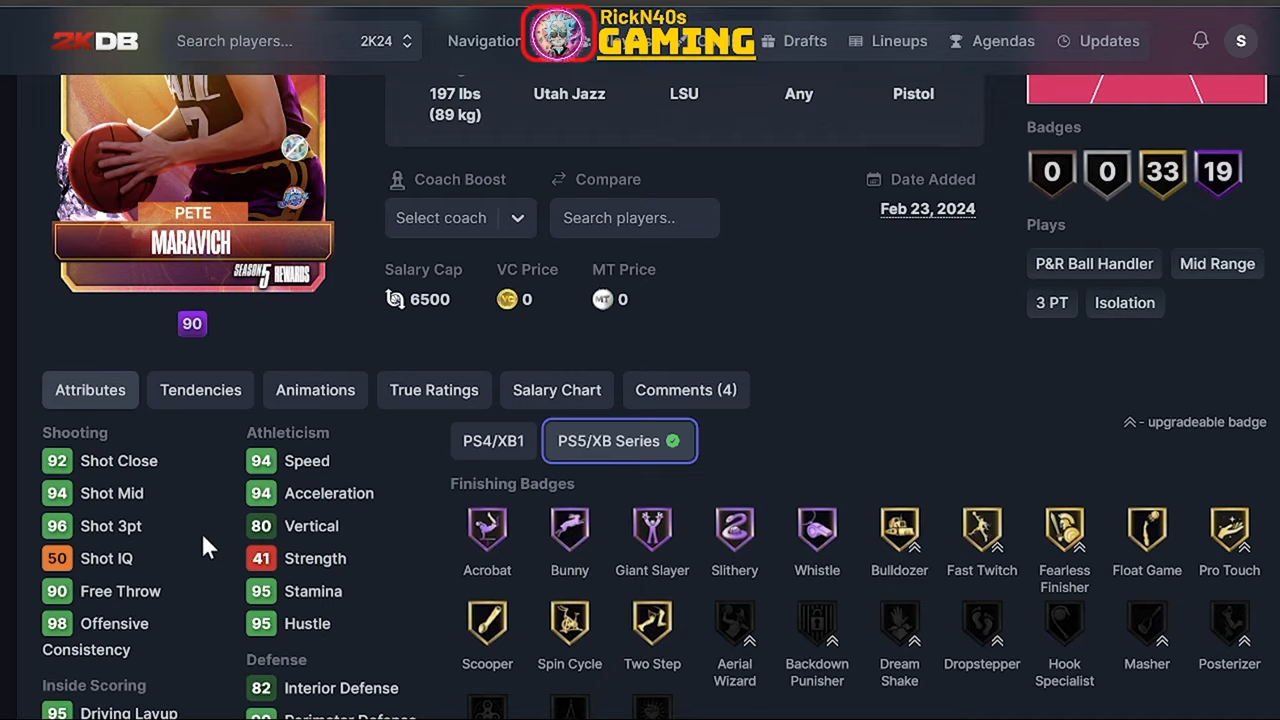 2KDB
Search players...
2K24
Navigation
RickN40s
GAMING
Drafts
Lineups
Agendas
Updates
S
197 lbs
(89 kg)
Utah Jazz
LSU
Any
Pistol
Coach Boost
Compare
Date Added
Select coach
Search players..
Feb 23, 2024
Salary Cap
VC Price
MT Price
6500
VC
0
MT
0
PETE
MARAVICH
SEASON 5 REWARDS
90
Badges
0
0
33
19
Plays
P&R Ball Handler
Mid Range
3 PT
Isolation
Attributes
Tendencies
Animations
True Ratings
Salary Chart
Comments (4)
Shooting
92 Shot Close
94 Shot Mid
96 Shot 3pt
50 Shot IQ
90 Free Throw
98 Offensive
Consistency
Inside Scoring
95 Driving Layup
Athleticism
94 Speed
94 Acceleration
80 Vertical
41 Strength
95 Stamina
95 Hustle
Defense
82 Interior Defense
Perimeter Defense
PS4/XB1
PS5/XB Series
- upgradeable badge
Finishing Badges
Acrobat
Bunny
Giant Slayer
Slithery
Whistle
Bulldozer
Fast Twitch
Fearless
Finisher
Float Game
Pro Touch
Scooper
Spin Cycle
Two Step
Aerial
Wizard
Backdown
Punisher
Dream
Shake
Dropstepper
Hook
Specialist
Masher
Posterizer